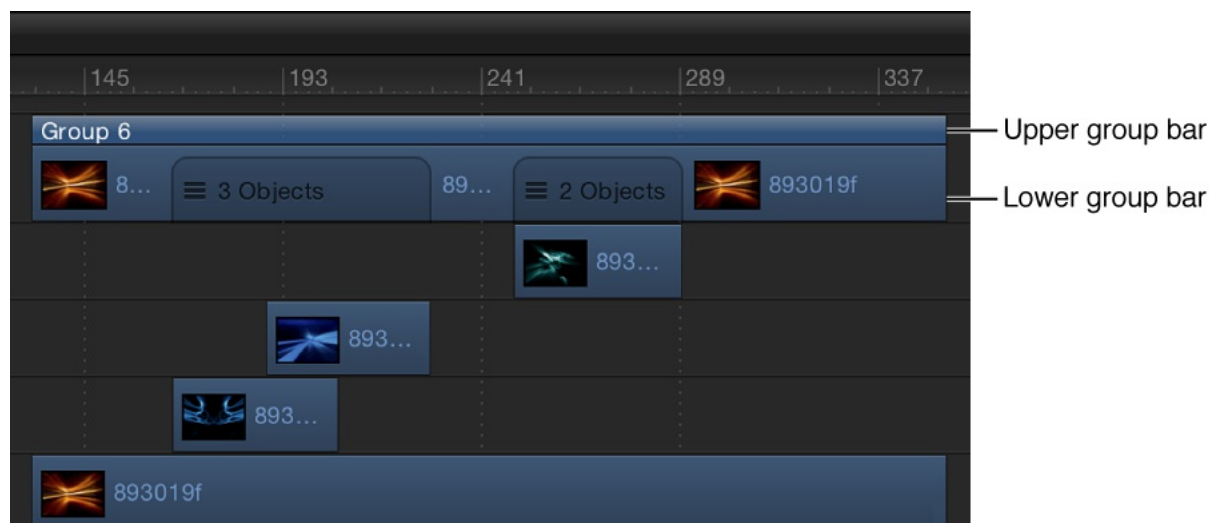 145 193 241 289 337
Group 6 Upper group bar
8... 3 Objects 89... 2 Objects 893019f Lower group bar
893...
893...
893...
893019f